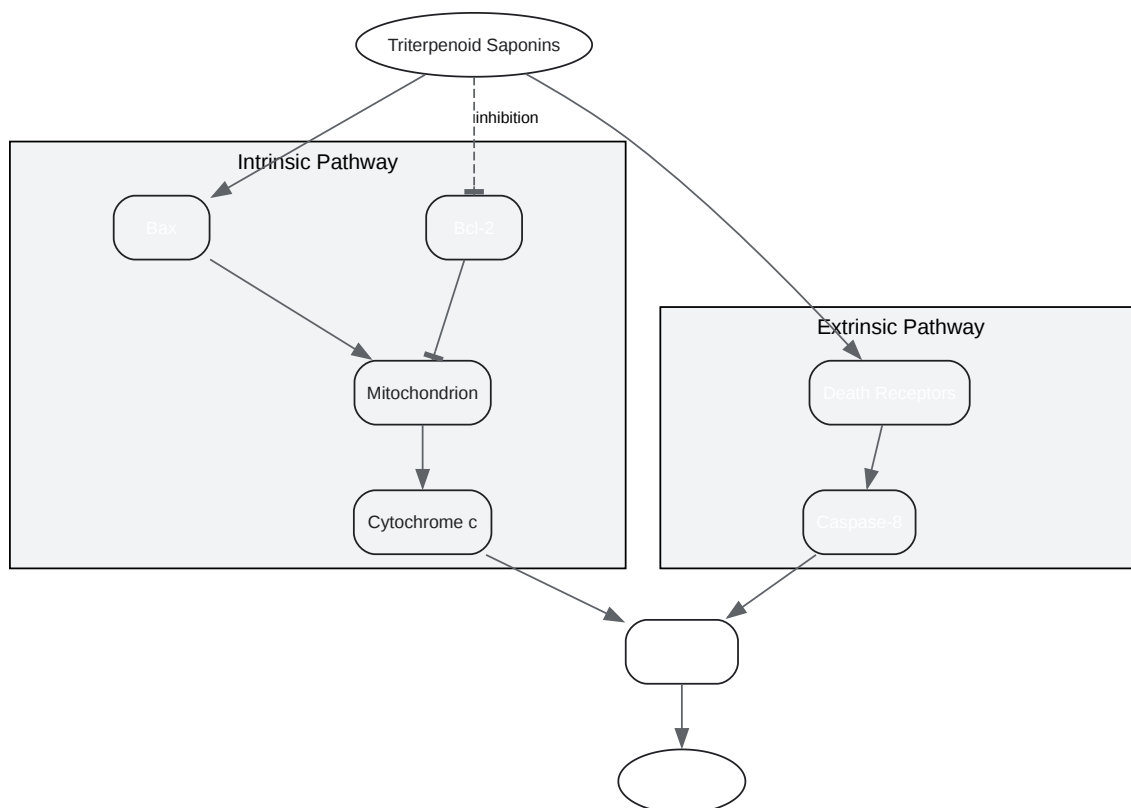 Triterpenoid Saponins
inhibition
Intrinsic Pathway
Bax
Bcl-2
Extrinsic Pathway
Mitochondrion
Death Receptors
Cytochrome c
Caspase-8